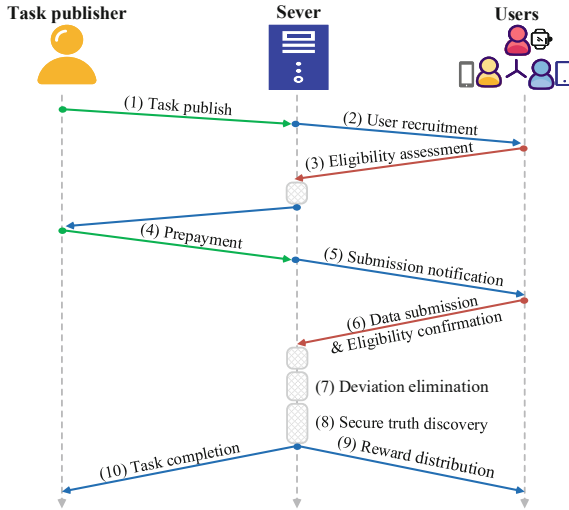 Task publisher
Sever
Users
(1) Task publish
(2) User recruitment
(3) Eligibility assessment
(4) Prepayment
(5) Submission notification
(6) Data submission
& Eligibility confirmation
(7) Deviation elimination
(8) Secure truth discovery
(9) Reward distribution
(10) Task completion